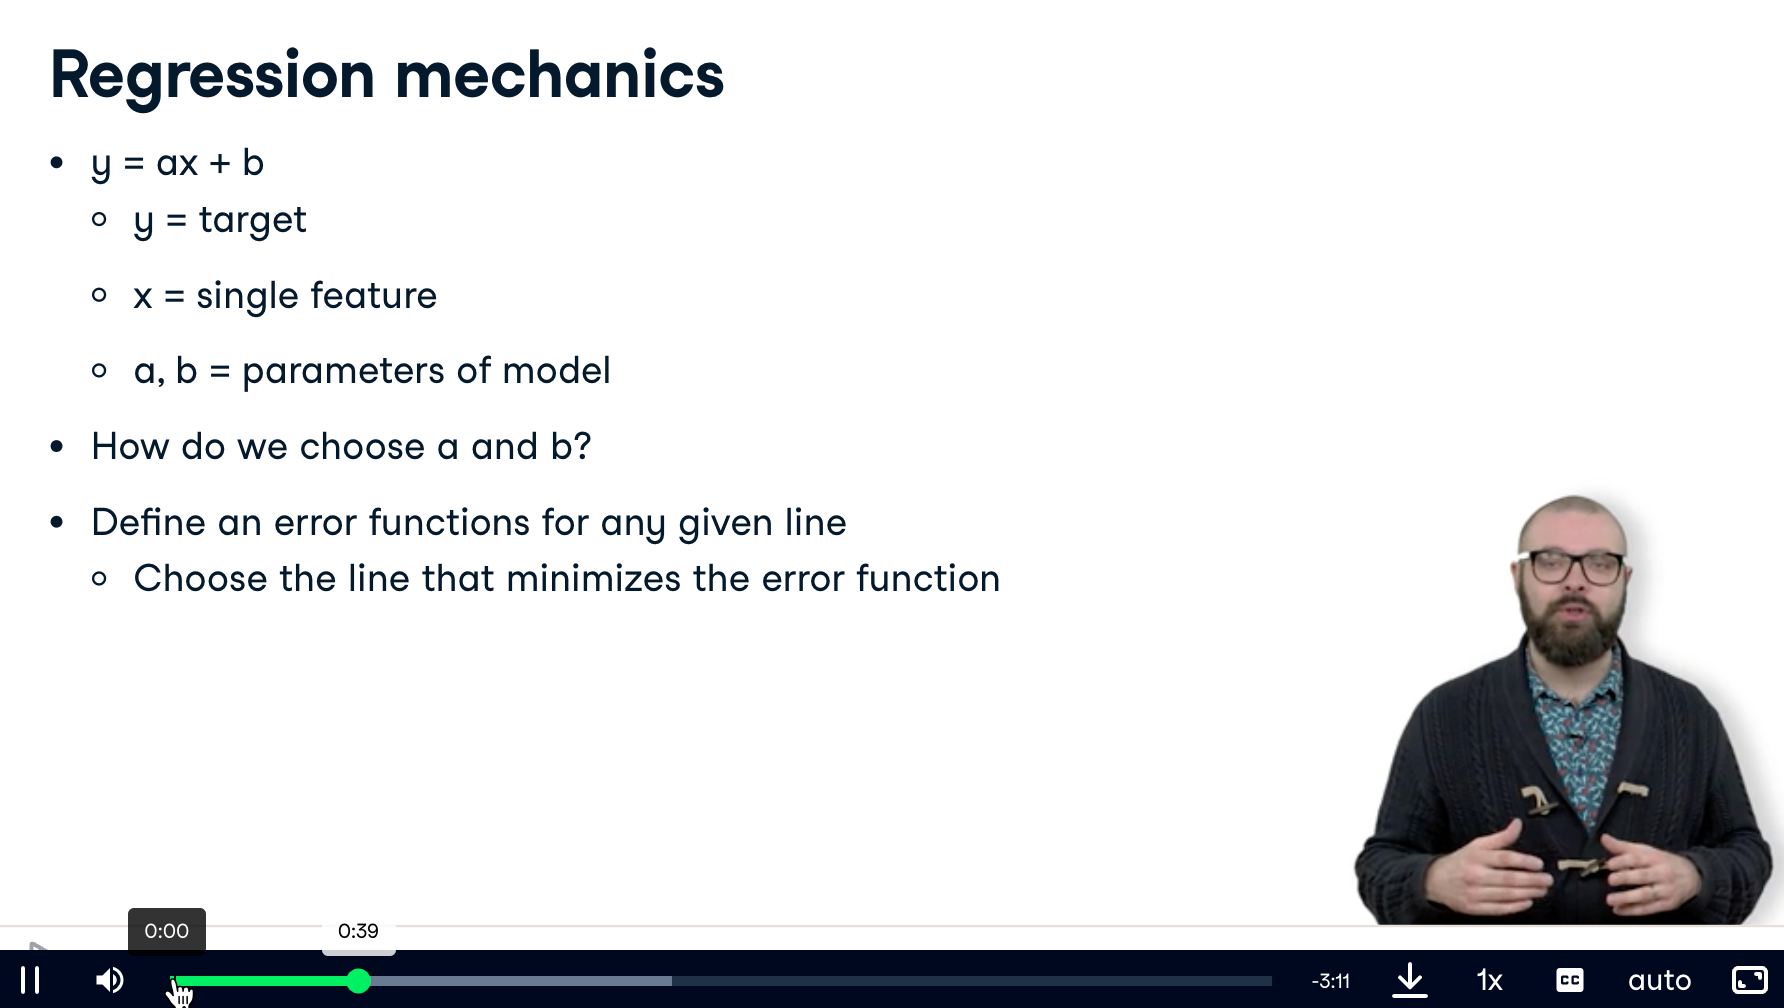 Regression mechanics
• y = ax + b
○ y = target
○ x = single feature
○ a, b = parameters of model
• How do we choose a and b?
• Define an error functions for any given line
○ Choose the line that minimizes the error function
0:00
0:39
-3:11
1x
CC
auto